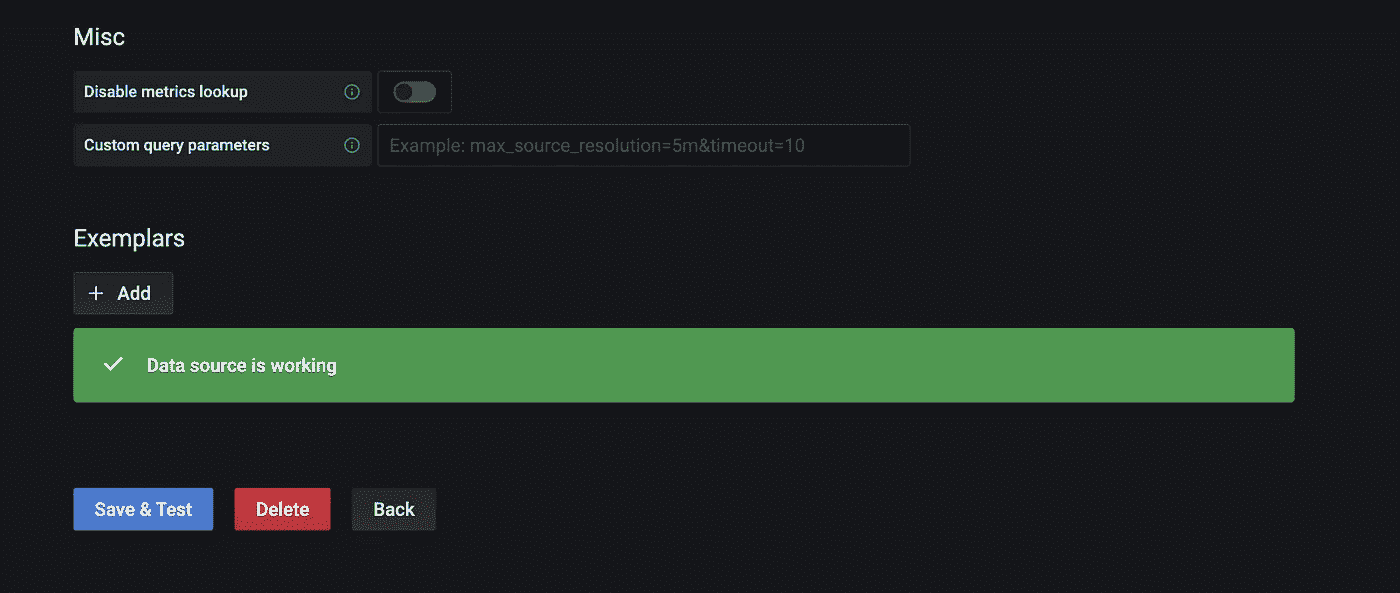 Misc
Disable metrics lookup
Custom query parameters Example: max_source_resolution=5m&timeout=10
Exemplars
+ Add
Data source is working
Save & Test Delete Back